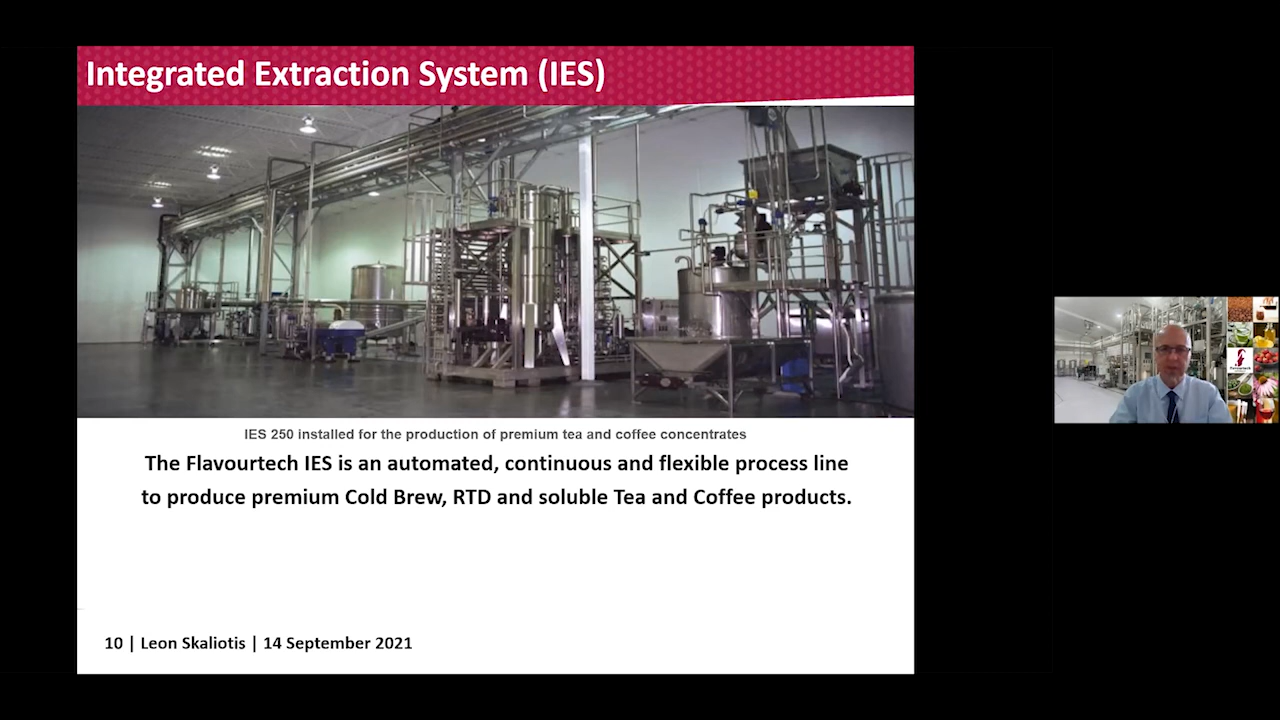 Integrated Extraction System (IES)
IES 250 installed for the production of premium tea and coffee concentrates
The Flavourtech IES is an automated, continuous and flexible process line
to produce premium Cold Brew, RTD and soluble Tea and Coffee products.
10 | Leon Skaliotis | 14 September 2021
Flavourtech